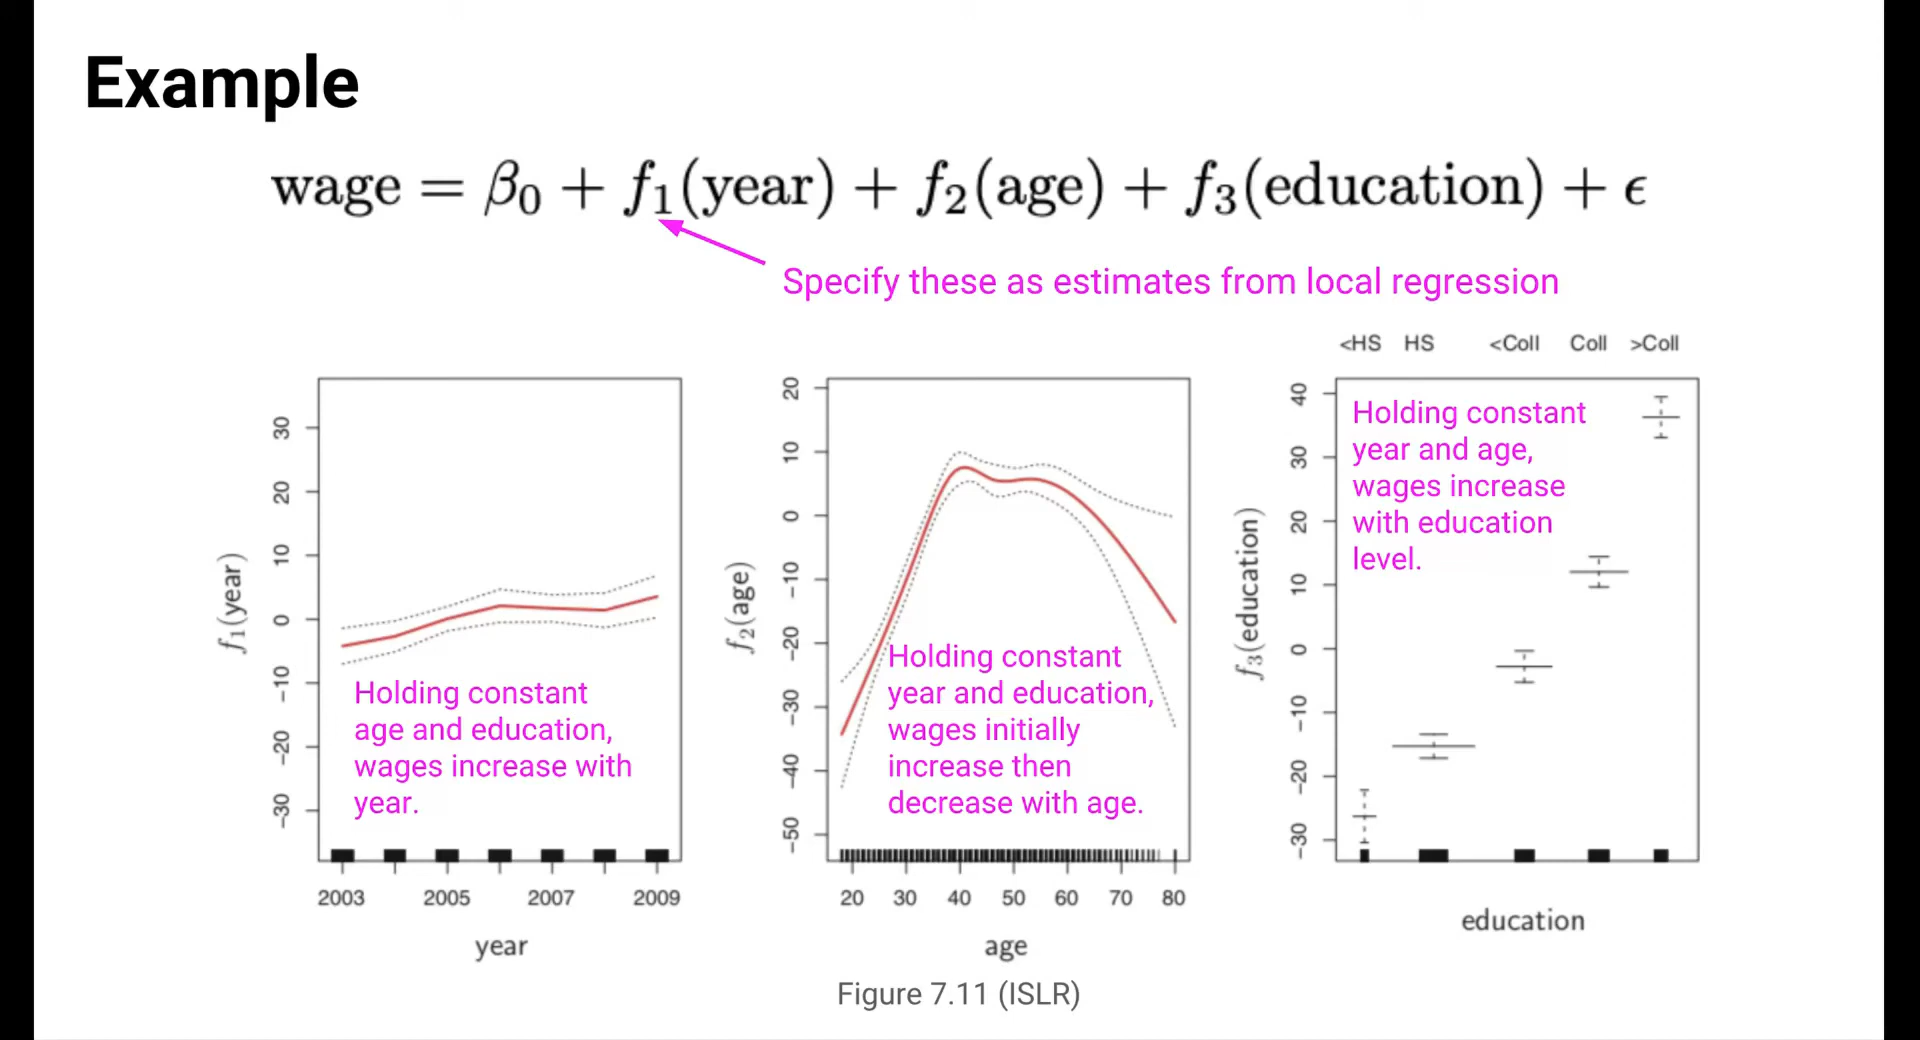 Example
wage = β0 + f1(year) + f2(age) + f3(education) + ϵ
Specify these as estimates from local regression
<HS HS <Coll Coll >Coll
f1(year)
30
20
10
0
-10
-20
-30
Holding constant
age and education,
wages increase with
year.
2003 2005 2007 2009
year
f2(age)
20
10
0
-10
-20
-30
-40
-50
Holding constant
year and education,
wages initially
increase then
decrease with age.
20 30 40 50 60 70 80
age
f3(education)
40
30
20
10
0
-10
-20
-30
Holding constant
year and age,
wages increase
with education
level.
education
Figure 7.11 (ISLR)